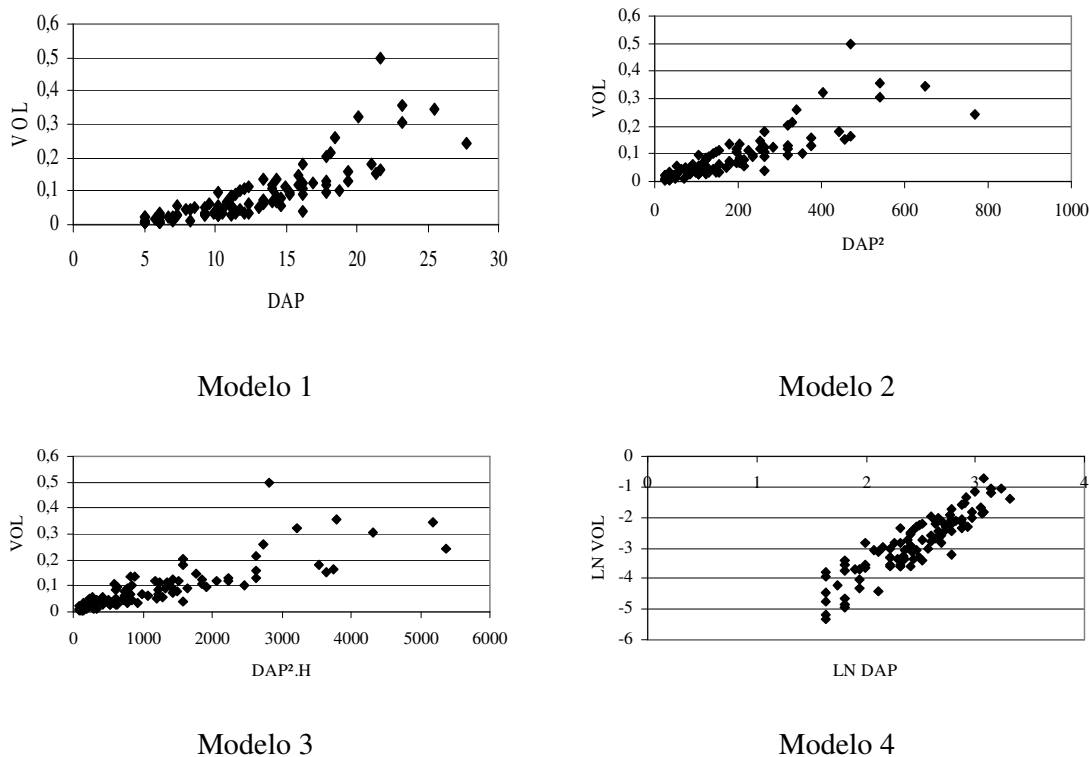 0,6
0,5
0,4
0,3
0,2
0,1
0
VOL
0 5 10 15 20 25 30
DAP
Modelo 1
0,6
0,5
0,4
0,3
0,2
0,1
0
VOL
0 200 400 600 800 1000
DAP²
Modelo 2
0,6
0,5
0,4
0,3
0,2
0,1
0
VOL
0 1000 2000 3000 4000 5000 6000
DAP².H
Modelo 3
0
-1
-2
-3
-4
-5
-6
LN VOL
0 1 2 3 4
LN DAP
Modelo 4